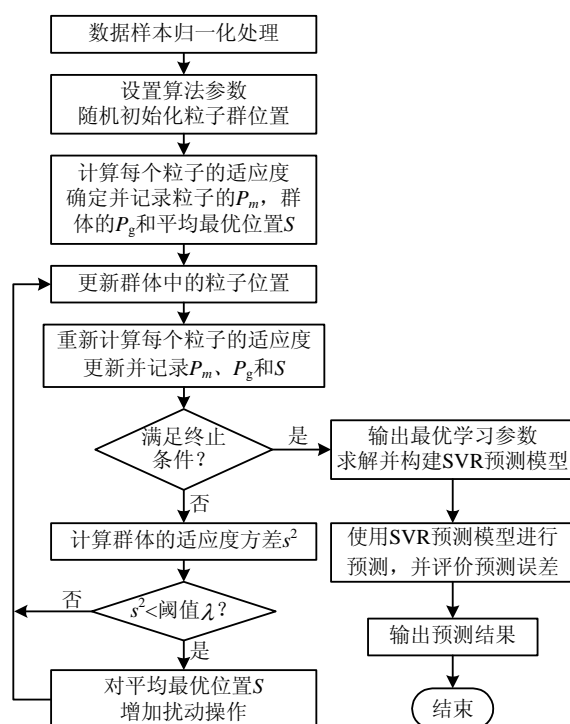 数据样本归一化处理
设置算法参数
随机初始化粒子群位置
计算每个粒子的适应度
确定并记录粒子的Pm，群
体的Pg和平均最优位置S
更新群体中的粒子位置
重新计算每个粒子的适应度
更新并记录Pm、Pg和S
满足终止
条件？
是
输出最优学习参数
求解并构建SVR预测模型
否
计算群体的适应度方差s²
使用SVR预测模型进行
预测，并评价预测误差
否
s²<阈值λ？
是
输出预测结果
对平均最优位置S
增加扰动操作
结束